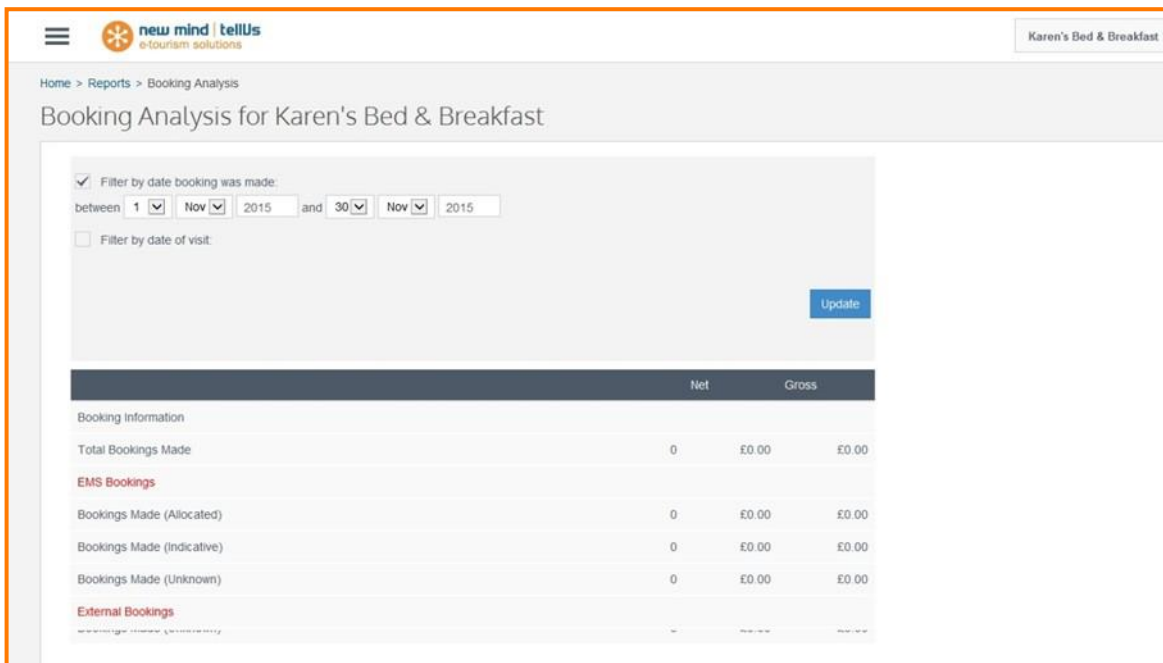 new mind | tellUs
e-tourism solutions
Karen's Bed & Breakfast
Home > Reports > Booking Analysis
Booking Analysis for Karen's Bed & Breakfast
Filter by date booking was made:
between 1 Nov 2015 and 30 Nov 2015
Filter by date of visit:
Update
Net Gross
Booking Information
Total Bookings Made 0 £0.00 £0.00
EMS Bookings
Bookings Made (Allocated) 0 £0.00 £0.00
Bookings Made (Indicative) 0 £0.00 £0.00
Bookings Made (Unknown) 0 £0.00 £0.00
External Bookings